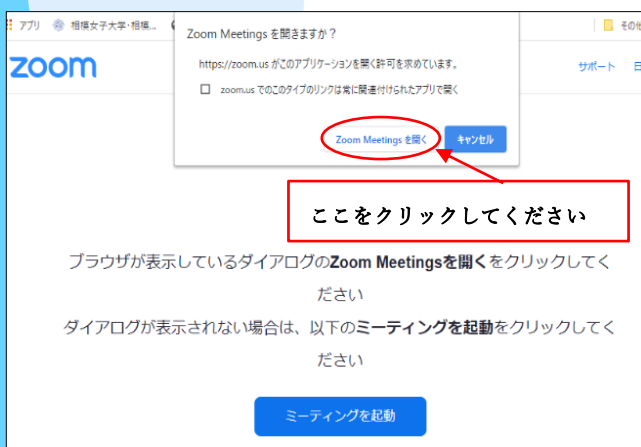 アプリ 相模女子大学・相模... その他
Zoom Meetings を開きますか？
zoom
https://zoom.us がこのアプリケーションを開く許可を求めています。
サポート 日
zoom.us でのこのタイプのリンクは常に関連付けられたアプリで開く
Zoom Meetings を開く キャンセル
ここをクリックしてください
ブラウザが表示しているダイアログのZoom Meetingsを開くをクリックしてく
ださい
ダイアログが表示されない場合は、以下のミーティングを起動をクリックしてく
ださい
ミーティングを起動